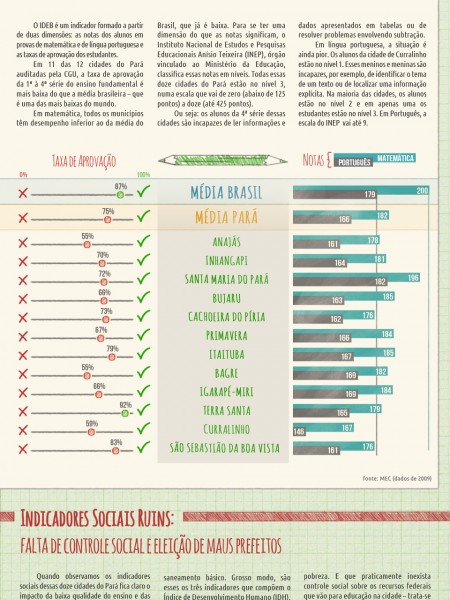 O IDEB é um indicador formado a partir
de duas dimensões: as notas dos alunos em
provas de matemática e de língua portuguesa e
as taxas de aprovação dos estudantes.
Em 11 das 12 cidades do Pará
auditadas pela CGU, a taxa de aprovação
da 1ª à 4ª série do ensino fundamental é
mais baixa do que a média brasileira – que
é uma das mais baixas do mundo.
Em matemática, todos os municípios
têm desempenho inferior ao da média do
Brasil, que já é baixa. Para se ter uma
dimensão do que as notas significam, o
Instituto Nacional de Estudos e Pesquisas
Educacionais Anísio Teixeira (INEP), órgão
vinculado ao Ministério da Educação,
classifica essas notas em níveis. Todas essas
doze cidades do Pará estão no nível 3,
numa escala que vai de zero (abaixo de 125
pontos) a doze (até 425 pontos).
Ou seja: os alunos da 4ª série dessas
cidades são incapazes de ler informações e
dados apresentados em tabelas ou de
resolver problemas envolvendo subtração.
Em língua portuguesa, a situação é
ainda pior. Os alunos da cidade de Curralinho
estão no nível 1. Esses meninos e meninas são
incapazes, por exemplo, de identificar o tema
de um texto ou de localizar uma informação
explícita. Na maioria das cidades, os alunos
estão no nível 2 e em apenas uma os
estudantes estão no nível 3. Em Português, a
escala do INEP vai até 9.
TAXA DE APROVAÇÃO
NOTAS { PORTUGUÊS MATEMÁTICA
0% 100%
87% MÉDIA BRASIL 179 200
75% MÉDIA PARÁ 166 182
55% ANAJÁS 161
70% INHANGAPI 164 181
72% SANTA MARIA DO PARÁ 182 196
66% BUJARU 163 185
73% CACHOEIRA DO PÍRIA 162 176
67% PRIMAVERA 166 184
79% ITAITUBA 167 185
55% BAGRE 169 182
66% IGARAPÉ-MIRI 169 184
92% TERRA SANTA 165 179
59% CURRALINHO 146 167
83% SÃO SEBASTIÃO DA BOA VISTA 161 176
fonte: MEC (dados de 2009)
INDICADORES SOCIAIS RUINS:
FALTA DE CONTROLE SOCIAL E ELEIÇÃO DE MAUS PREFEITOS
Quando observamos os indicadores
sociais dessas doze cidades do Pará fica claro o
impacto da baixa qualidade do ensino e das
saneamento básico. Grosso modo, são
esses os três indicadores que compõem o
Índice de Desenvolvimento Humano (IDH).
pobreza. E que praticamente inexista
controle social sobre os recursos federais
que vão para educação na cidade – trata-se